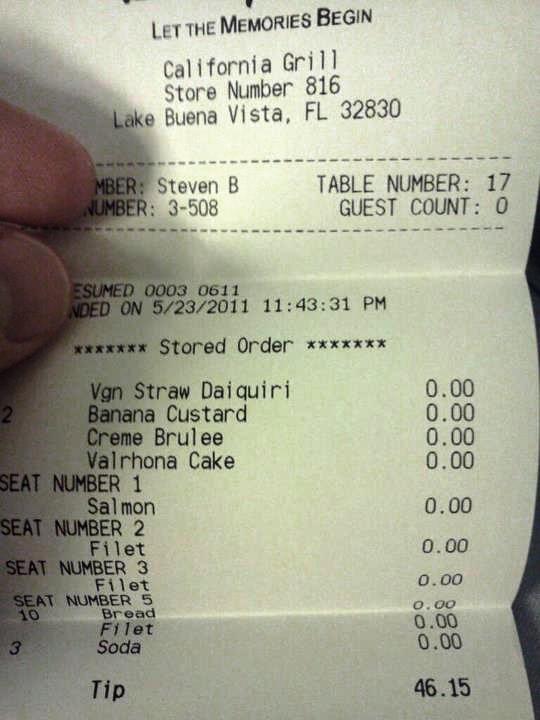 LET THE MEMORIES BEGIN
California Grill
Store Number 816
Lake Buena Vista, FL 32830
MBER: Steven B TABLE NUMBER: 17
NUMBER: 3-508 GUEST COUNT: 0
ESUMED 0003 0611
NDED ON 5/23/2011 11:43:31 PM
******* Stored Order *******
Vgn Straw Daiquiri 0.00
2 Banana Custard 0.00
Creme Brulee 0.00
Valrhona Cake 0.00
SEAT NUMBER 1
Salmon 0.00
SEAT NUMBER 2
Filet 0.00
SEAT NUMBER 3
Filet 0.00
SEAT NUMBER 5
10 Bread 0.00
Filet 0.00
3 Soda 0.00
Tip 46.15